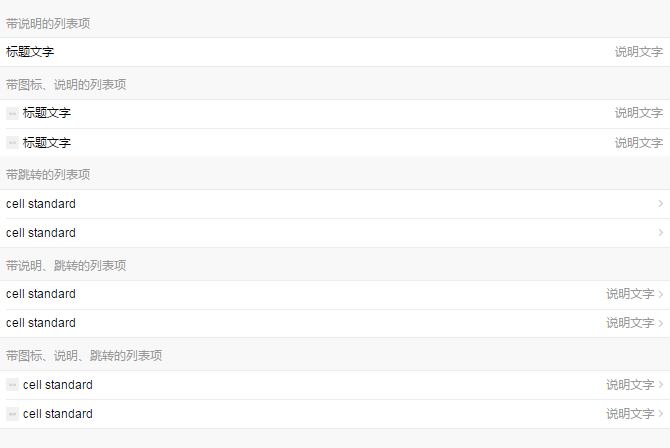 带说明的列表项
标题文字 说明文字
带图标、说明的列表项
标题文字 说明文字
标题文字 说明文字
带跳转的列表项
cell standard
cell standard
带说明、跳转的列表项
cell standard 说明文字
cell standard 说明文字
带图标、说明、跳转的列表项
cell standard 说明文字
cell standard 说明文字